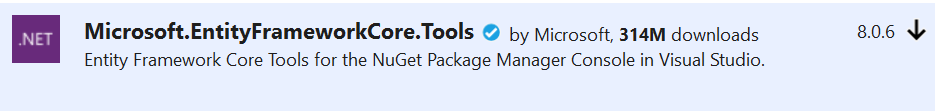 .NET
Microsoft.EntityFrameworkCore.Tools by Microsoft, 314M downloads 8.0.6
Entity Framework Core Tools for the NuGet Package Manager Console in Visual Studio.